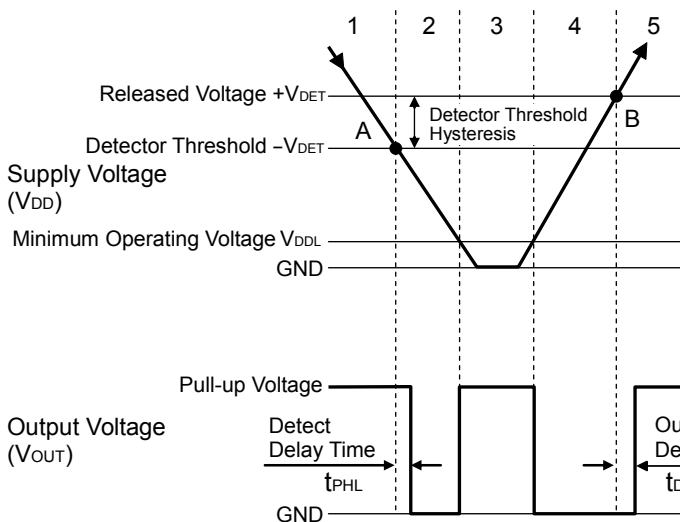 1 2 3 4 5
Released Voltage +VDET
A
Detector Threshold
Hysteresis
B
Detector Threshold –VDET
Supply Voltage
(VDD)
Minimum Operating Voltage VDDL
GND
Pull-up Voltage
Output Voltage
(VOUT)
Detect
Delay Time
tPHL
GND